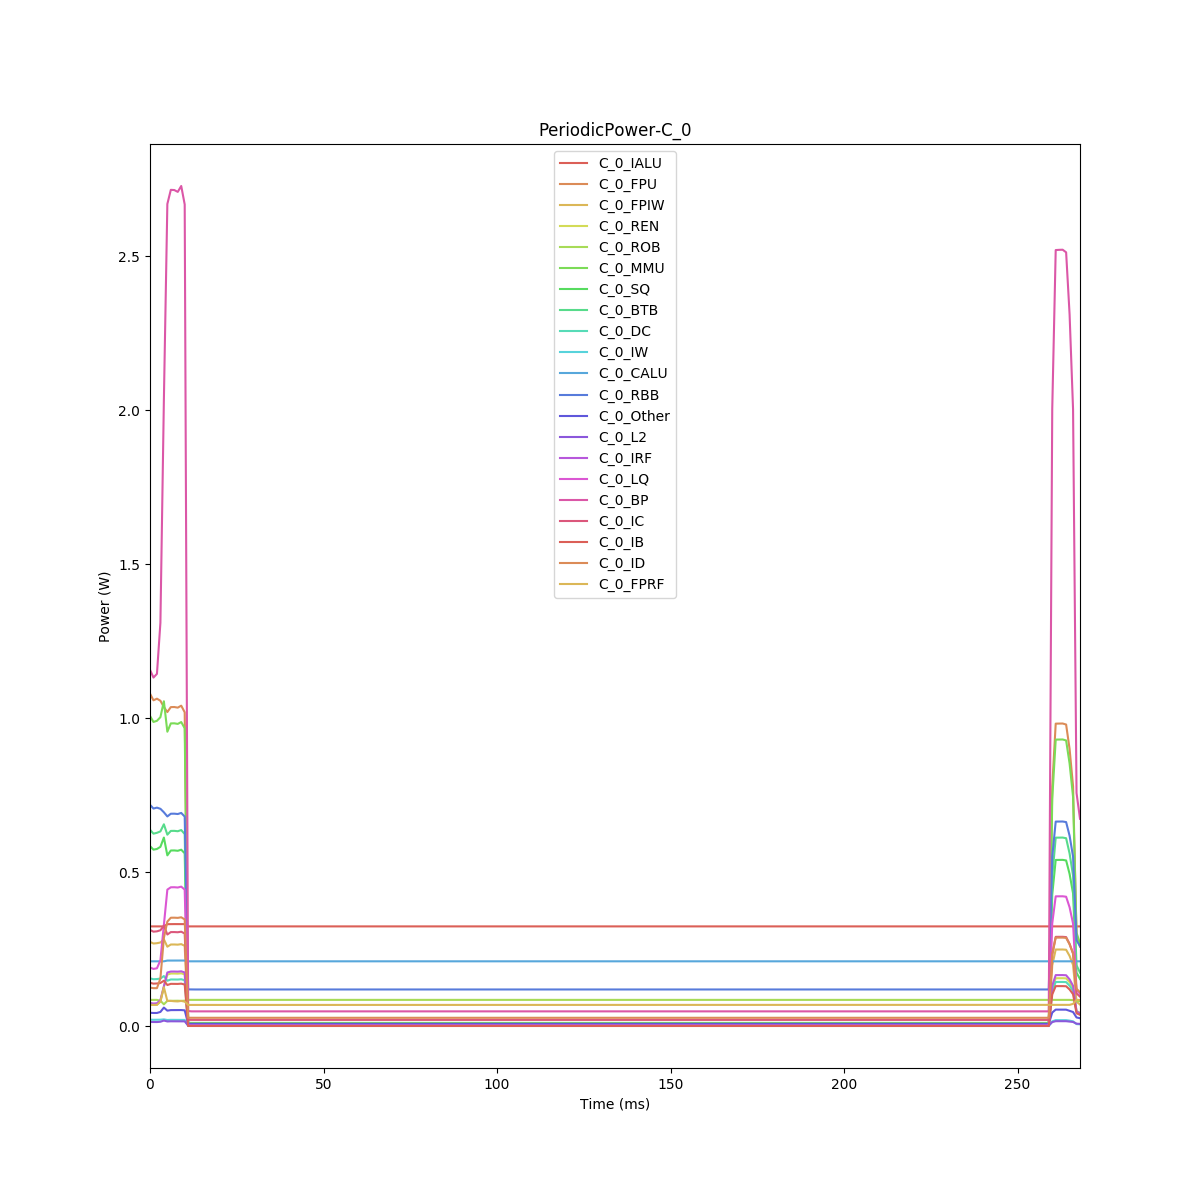 PeriodicPower-C_0
C_0_IALU
C_0_FPU
C_0_FPIW
C_0_REN
C_0_ROB
C_0_MMU
C_0_SQ
C_0_BTB
C_0_DC
C_0_IW
C_0_CALU
C_0_RBB
C_0_Other
C_0_L2
C_0_IRF
C_0_LQ
C_0_BP
C_0_IC
C_0_IB
C_0_ID
C_0_FPRF
2.5
2.0
1.5
1.0
0.5
0.0
Power (W)
0 50 100 150 200 250
Time (ms)